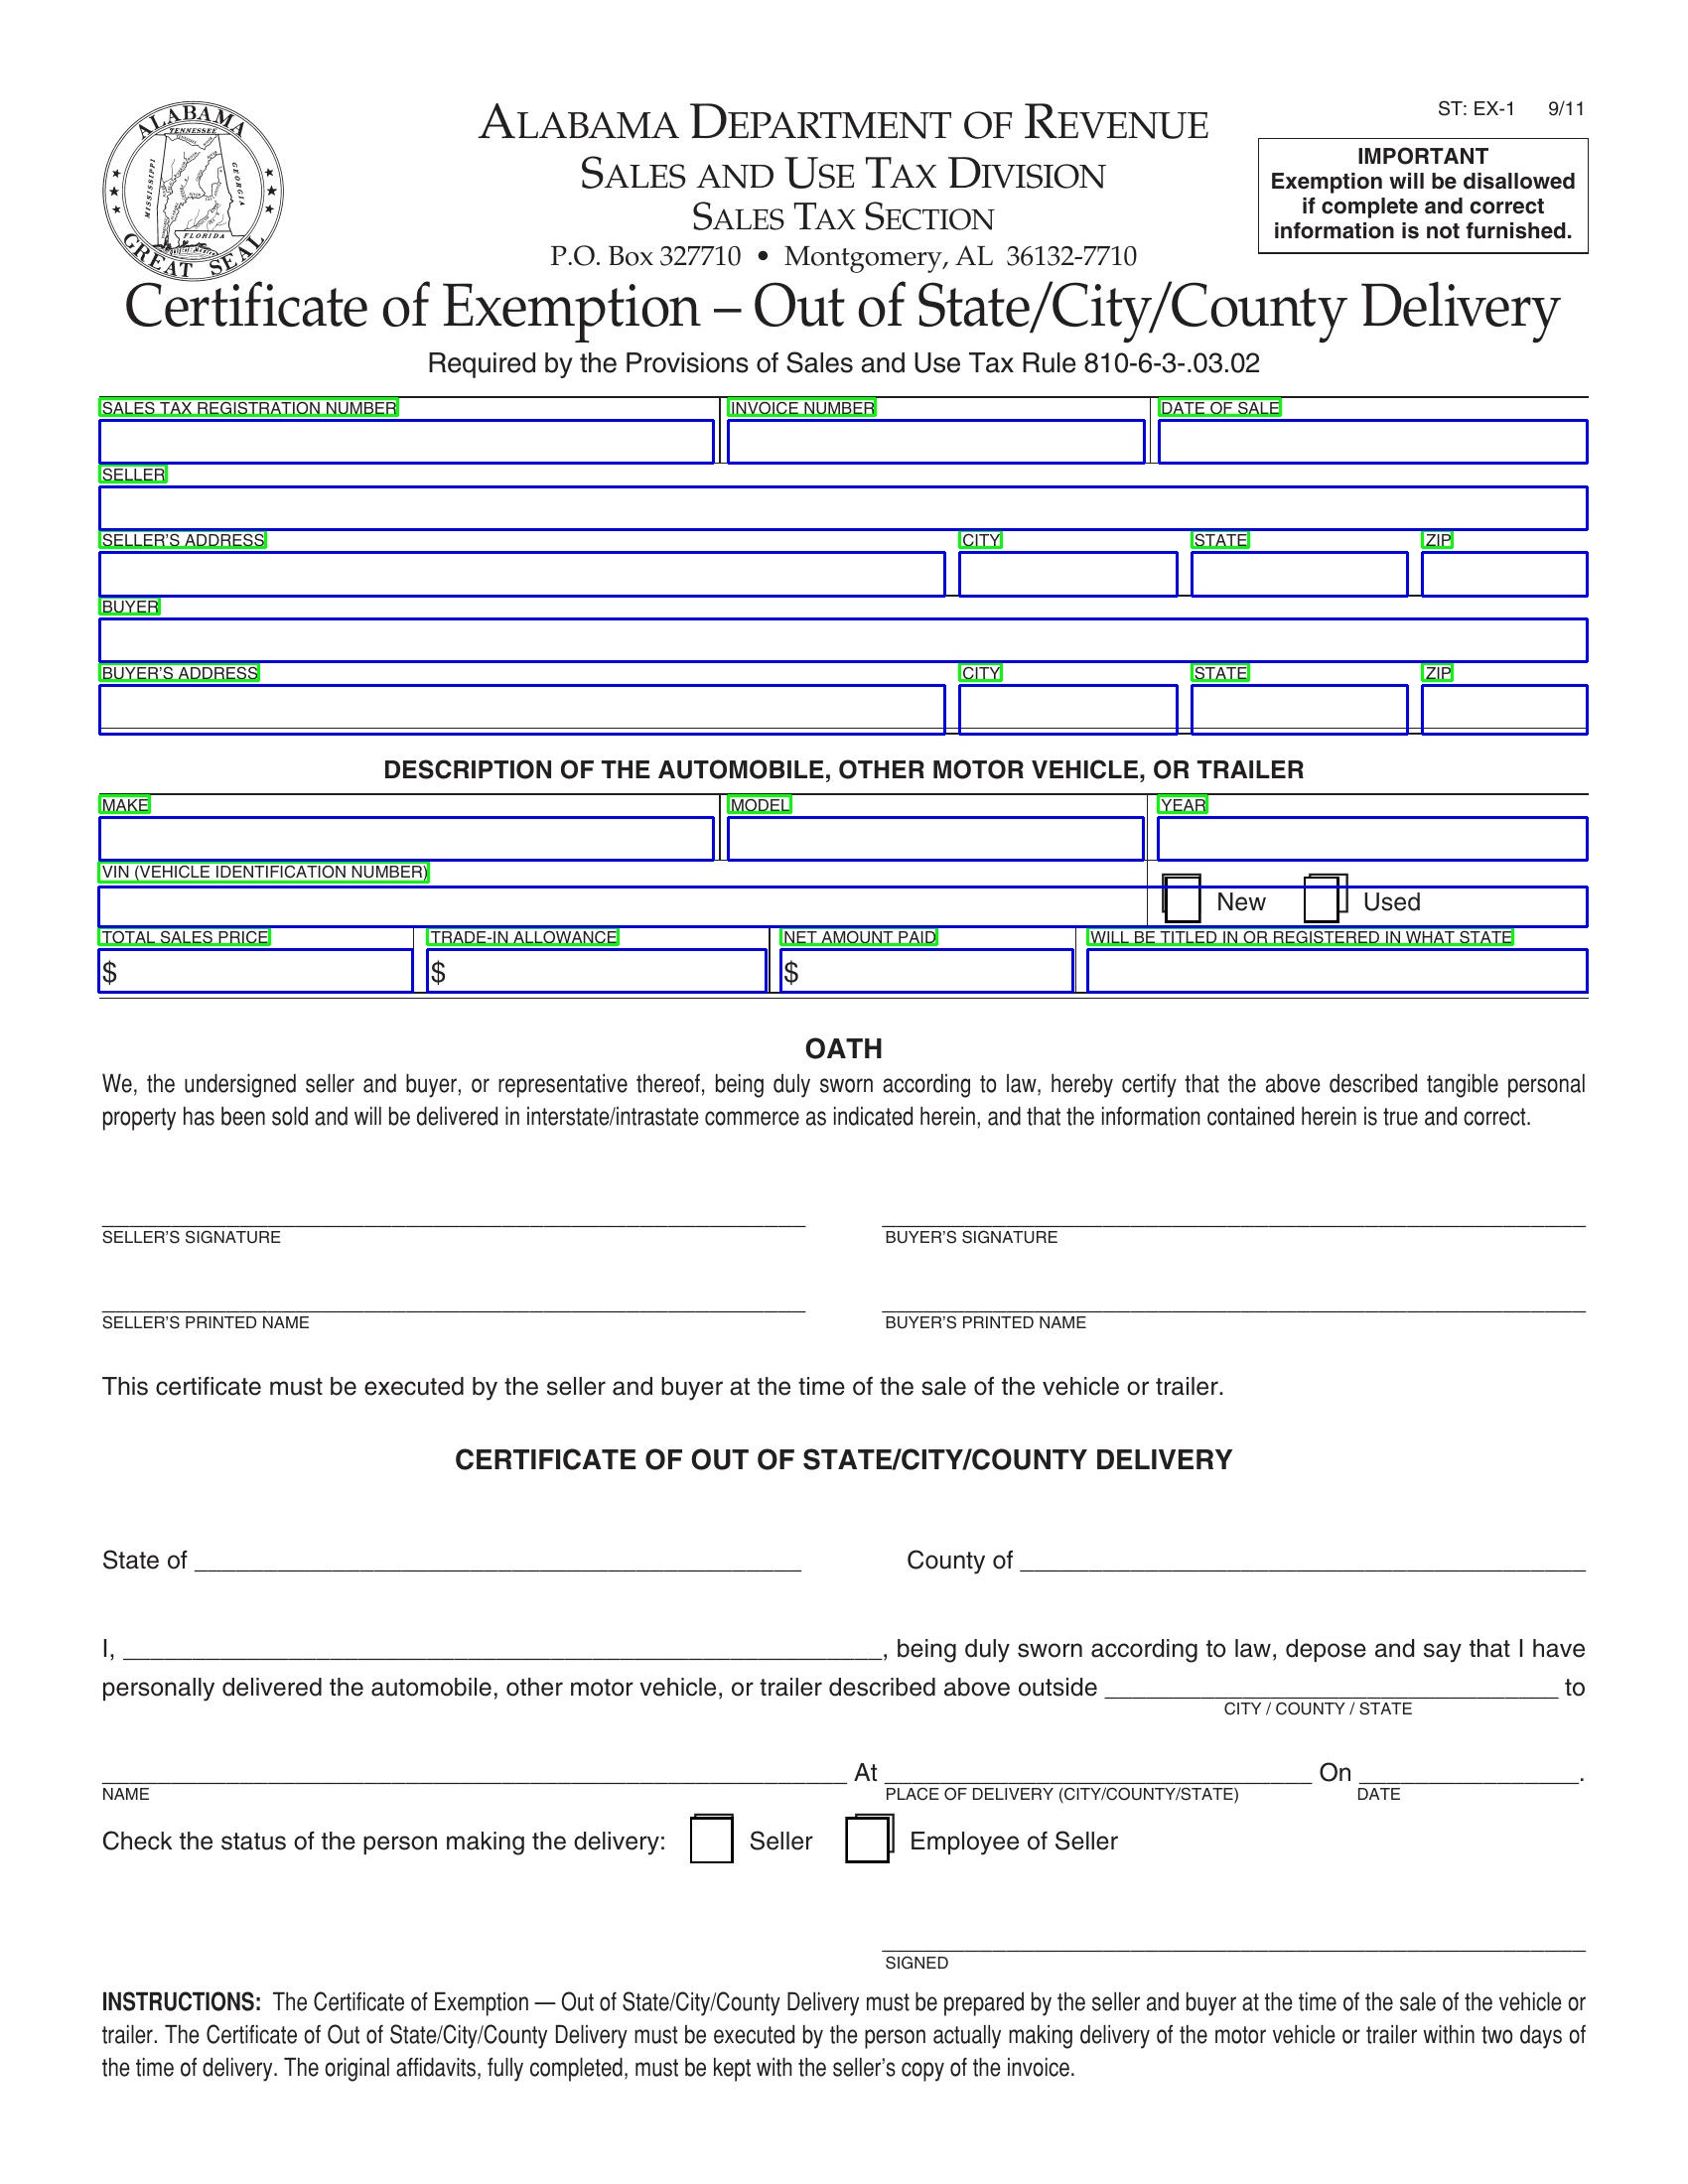 ALABAMA
TENNESSEE
MISSISSIPPI
GEORGIA
FLORIDA
GREAT SEAL
ALABAMA DEPARTMENT OF REVENUE
SALES AND USE TAX DIVISION
SALES TAX SECTION
P.O. Box 327710 • Montgomery, AL 36132-7710
ST: EX-1 9/11
IMPORTANT
Exemption will be disallowed
if complete and correct
information is not furnished.
Certificate of Exemption – Out of State/City/County Delivery
Required by the Provisions of Sales and Use Tax Rule 810-6-3-.03.02
SALES TAX REGISTRATION NUMBER INVOICE NUMBER DATE OF SALE
SELLER
SELLER'S ADDRESS CITY STATE ZIP
BUYER
BUYER'S ADDRESS CITY STATE ZIP
DESCRIPTION OF THE AUTOMOBILE, OTHER MOTOR VEHICLE, OR TRAILER
MAKE MODEL YEAR
VIN (VEHICLE IDENTIFICATION NUMBER)
New Used
TOTAL SALES PRICE TRADE-IN ALLOWANCE NET AMOUNT PAID WILL BE TITLED IN OR REGISTERED IN WHAT STATE
$ $ $
OATH
We, the undersigned seller and buyer, or representative thereof, being duly sworn according to law, hereby certify that the above described tangible personal
property has been sold and will be delivered in interstate/intrastate commerce as indicated herein, and that the information contained herein is true and correct.
SELLER'S SIGNATURE BUYER'S SIGNATURE
SELLER'S PRINTED NAME BUYER'S PRINTED NAME
This certificate must be executed by the seller and buyer at the time of the sale of the vehicle or trailer.
CERTIFICATE OF OUT OF STATE/CITY/COUNTY DELIVERY
State of ____ County of ____
I, ____, being duly sworn according to law, depose and say that I have
personally delivered the automobile, other motor vehicle, or trailer described above outside ____ to
CITY / COUNTY / STATE
____ At ____ On ____.
NAME PLACE OF DELIVERY (CITY/COUNTY/STATE) DATE
Check the status of the person making the delivery: Seller Employee of Seller
SIGNED
INSTRUCTIONS: The Certificate of Exemption — Out of State/City/County Delivery must be prepared by the seller and buyer at the time of the sale of the vehicle or
trailer. The Certificate of Out of State/City/County Delivery must be executed by the person actually making delivery of the motor vehicle or trailer within two days of
the time of delivery. The original affidavits, fully completed, must be kept with the seller's copy of the invoice.